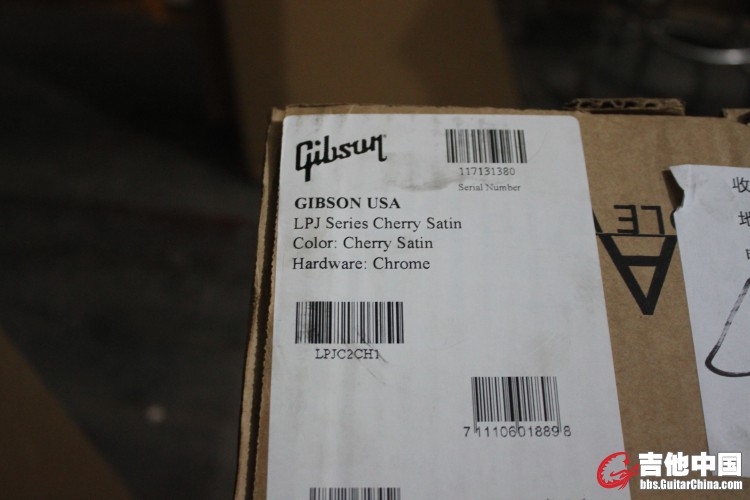 Gibson
117131380
Serial Number
GIBSON USA
LPJ Series Cherry Satin
Color: Cherry Satin
Hardware: Chrome
LPJC2CH1
7 11106 01889 8
收
地
吉他中国
bbs.GuitarChina.com